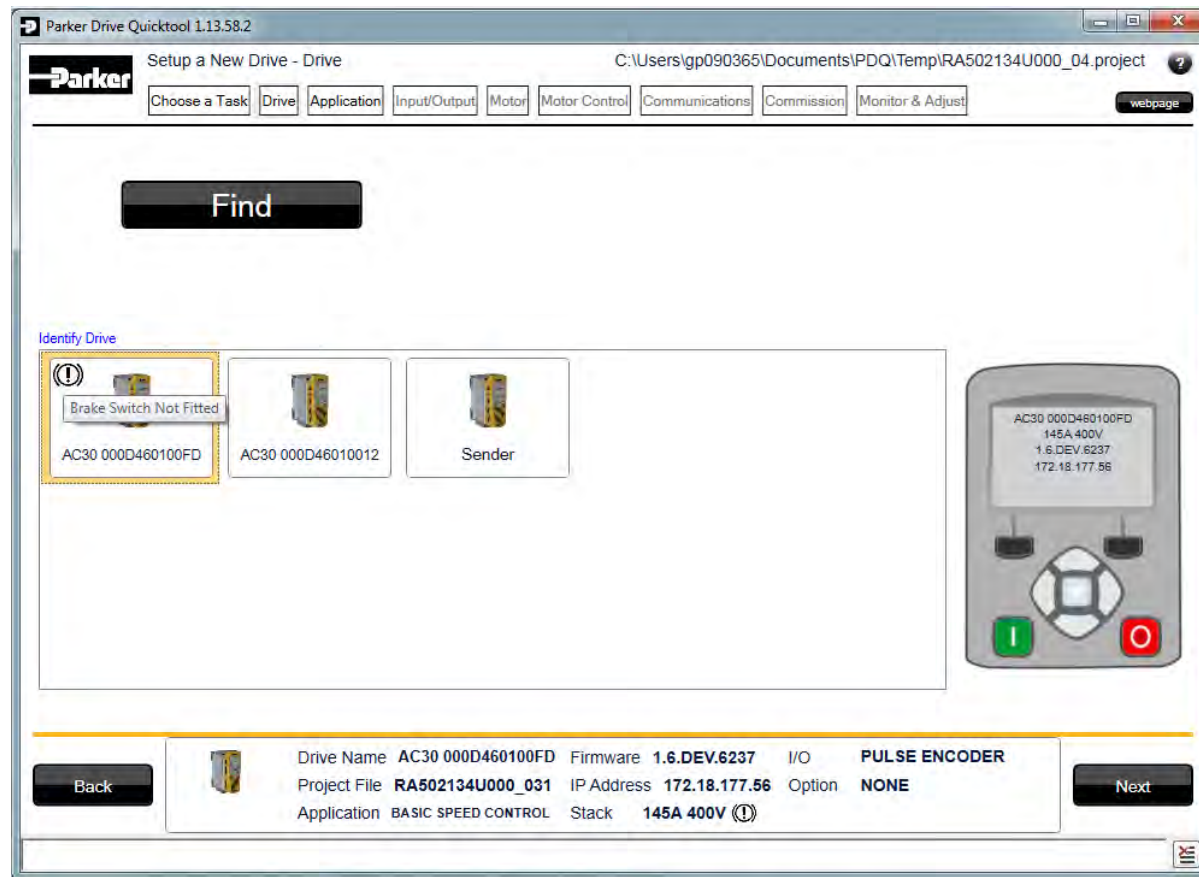 Parker Drive Quicktool 1.13.58.2
Setup a New Drive - Drive
C:\Users\gp090365\Documents\PDQ\Temp\RA502134U000_04.project
?
Parker
Choose a Task Drive Application Input/Output Motor Motor Control Communications Commission Monitor & Adjust
webpage
Find
Identify Drive
(!)
Brake Switch Not Fitted
AC30 000D460100FD
AC30 000D46010012
Sender
AC30 000D460100FD
145A 400V
1.6.DEV.6237
172.18.177.56
I
O
Back
Drive Name AC30 000D460100FD Firmware 1.6.DEV.6237 I/O PULSE ENCODER
Project File RA502134U000_031 IP Address 172.18.177.56 Option NONE
Application BASIC SPEED CONTROL Stack 145A 400V (!)
Next